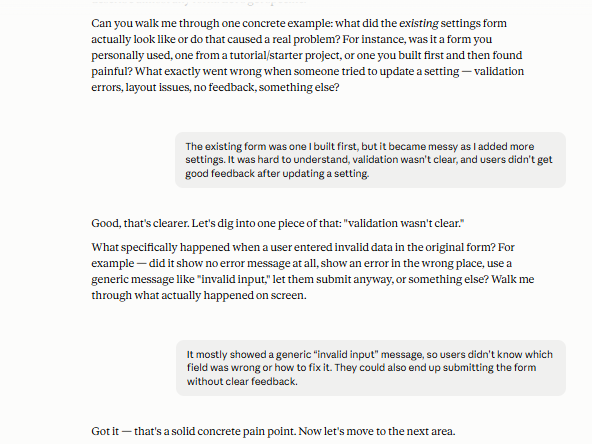 Can you walk me through one concrete example: what did the existing settings form
actually look like or do that caused a real problem? For instance, was it a form you
personally used, one from a tutorial/starter project, or one you built first and then found
painful? What exactly went wrong when someone tried to update a setting — validation
errors, layout issues, no feedback, something else?
The existing form was one I built first, but it became messy as I added more
settings. It was hard to understand, validation wasn't clear, and users didn't get
good feedback after updating a setting.
Good, that's clearer. Let's dig into one piece of that: "validation wasn't clear."
What specifically happened when a user entered invalid data in the original form? For
example — did it show no error message at all, show an error in the wrong place, use a
generic message like "invalid input," let them submit anyway, or something else? Walk me
through what actually happened on screen.
It mostly showed a generic “invalid input” message, so users didn't know which
field was wrong or how to fix it. They could also end up submitting the form
without clear feedback.
Got it — that's a solid concrete pain point. Now let's move to the next area.